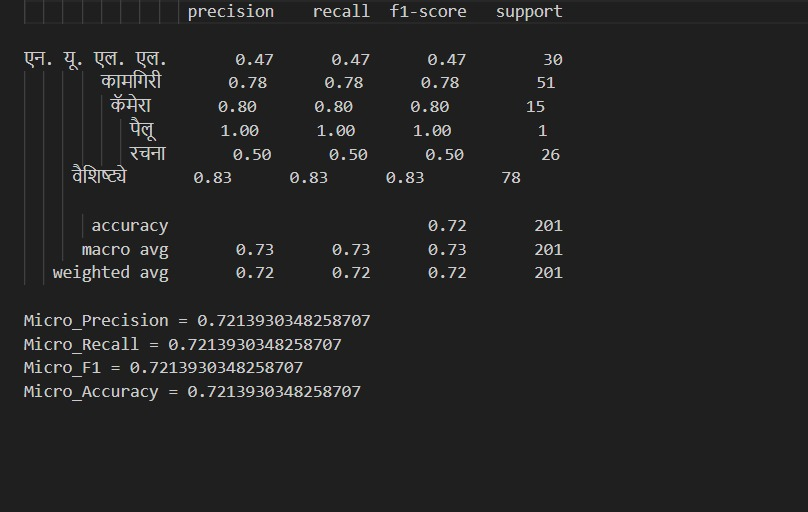 precision recall f1-score support
एन. यू. एल. एल. 0.47 0.47 0.47 30
कामगिरी 0.78 0.78 0.78 51
कॅमेरा 0.80 0.80 0.80 15
पैलू 1.00 1.00 1.00 1
रचना 0.50 0.50 0.50 26
वैशिष्ट्ये 0.83 0.83 0.83 78
accuracy 0.72 201
macro avg 0.73 0.73 0.73 201
weighted avg 0.72 0.72 0.72 201
Micro_Precision = 0.7213930348258707
Micro_Recall = 0.7213930348258707
Micro_F1 = 0.7213930348258707
Micro_Accuracy = 0.7213930348258707